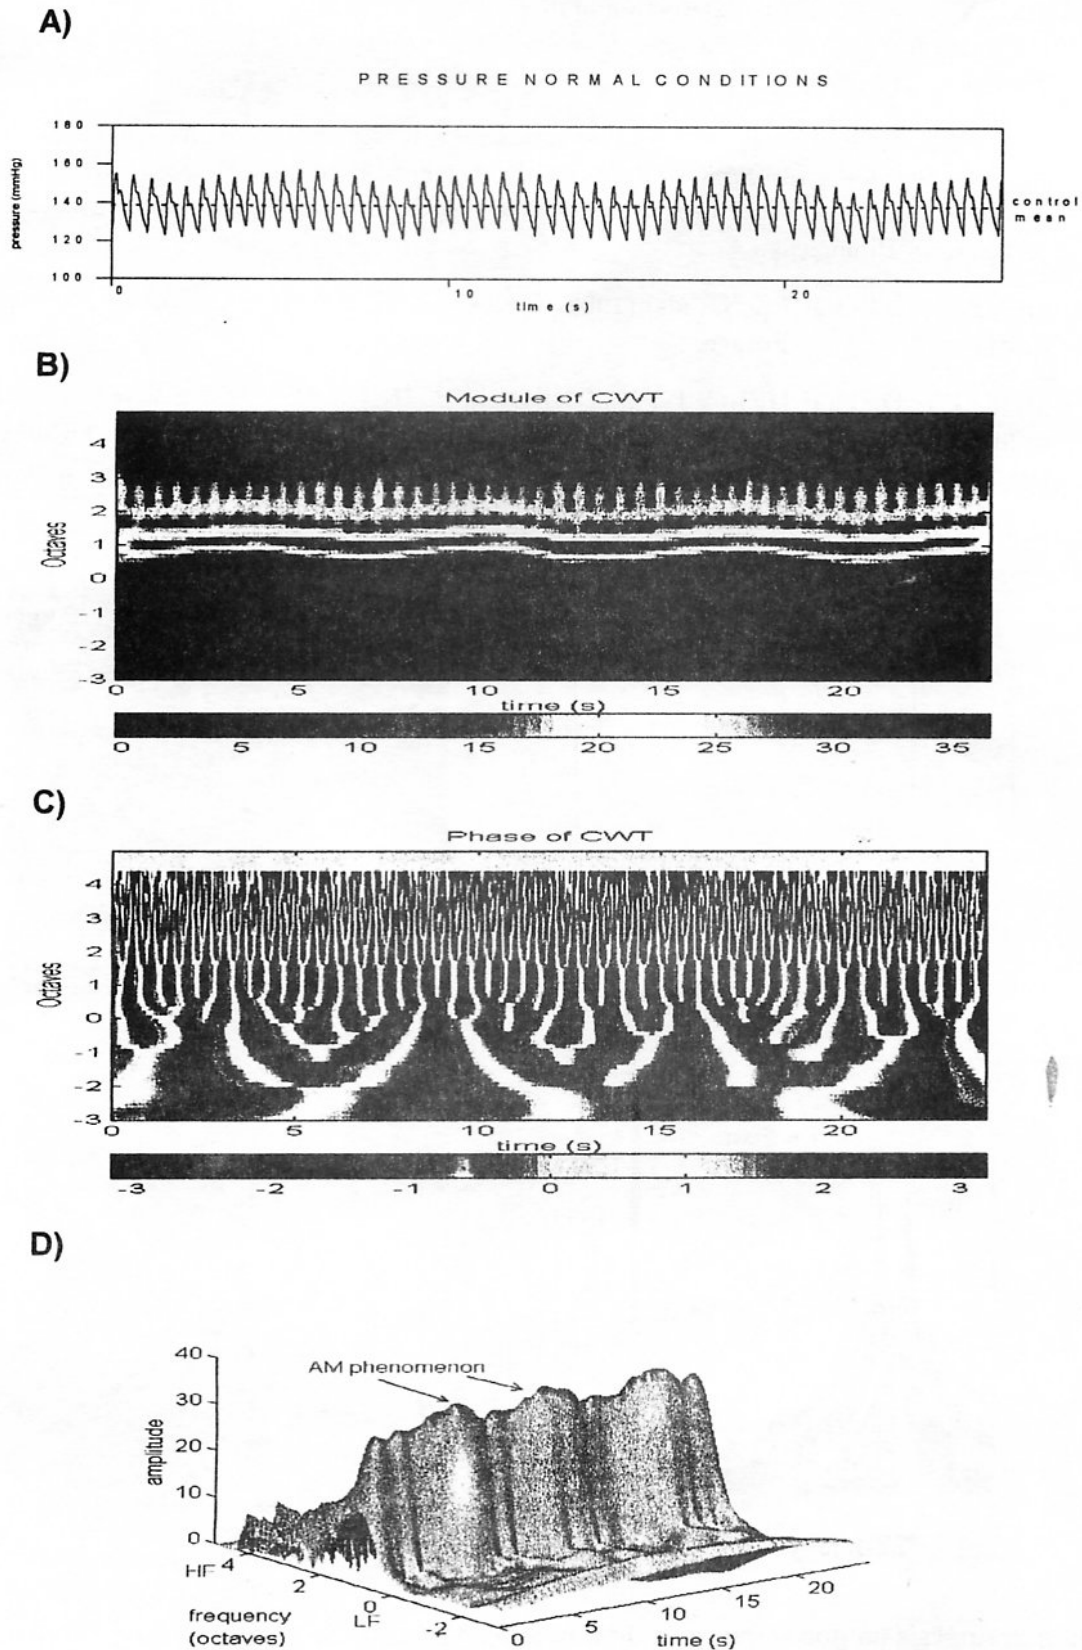 A)
PRESSURE NORMAL CONDITIONS
pressure (mmHg)
180
160
140
120
100
control
mean
0
10
20
time (s)
B)
Module of CWT
Octaves
4
3
2
1
0
-1
-2
-3
0 5 10 15 20
time (s)
0 5 10 15 20 25 30 35
C)
Phase of CWT
Octaves
4
3
2
1
0
-1
-2
-3
0 5 10 15 20
time (s)
-3 -2 -1 0 1 2 3
D)
AM phenomenon
amplitude
40
30
20
10
0
HF 4
2
0
LF
-2
frequency
(octaves)
0 5 10 15 20
time (s)